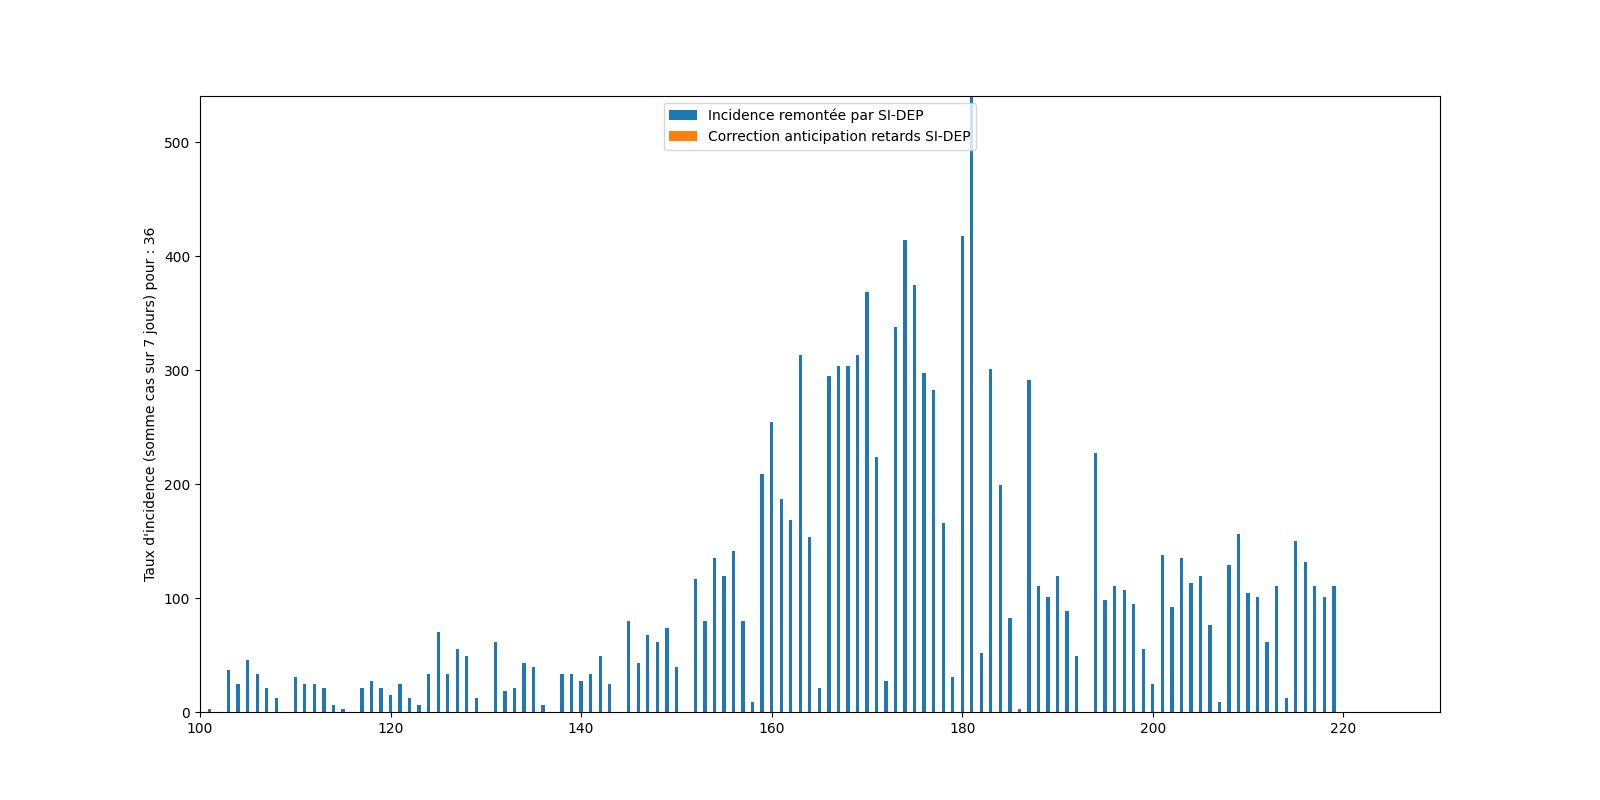 Incidence remontée par SI-DEP
Correction anticipation retards SI-DEP
Taux d'incidence (somme cas sur 7 jours) pour : 36
500
400
300
200
100
0
100 120 140 160 180 200 220